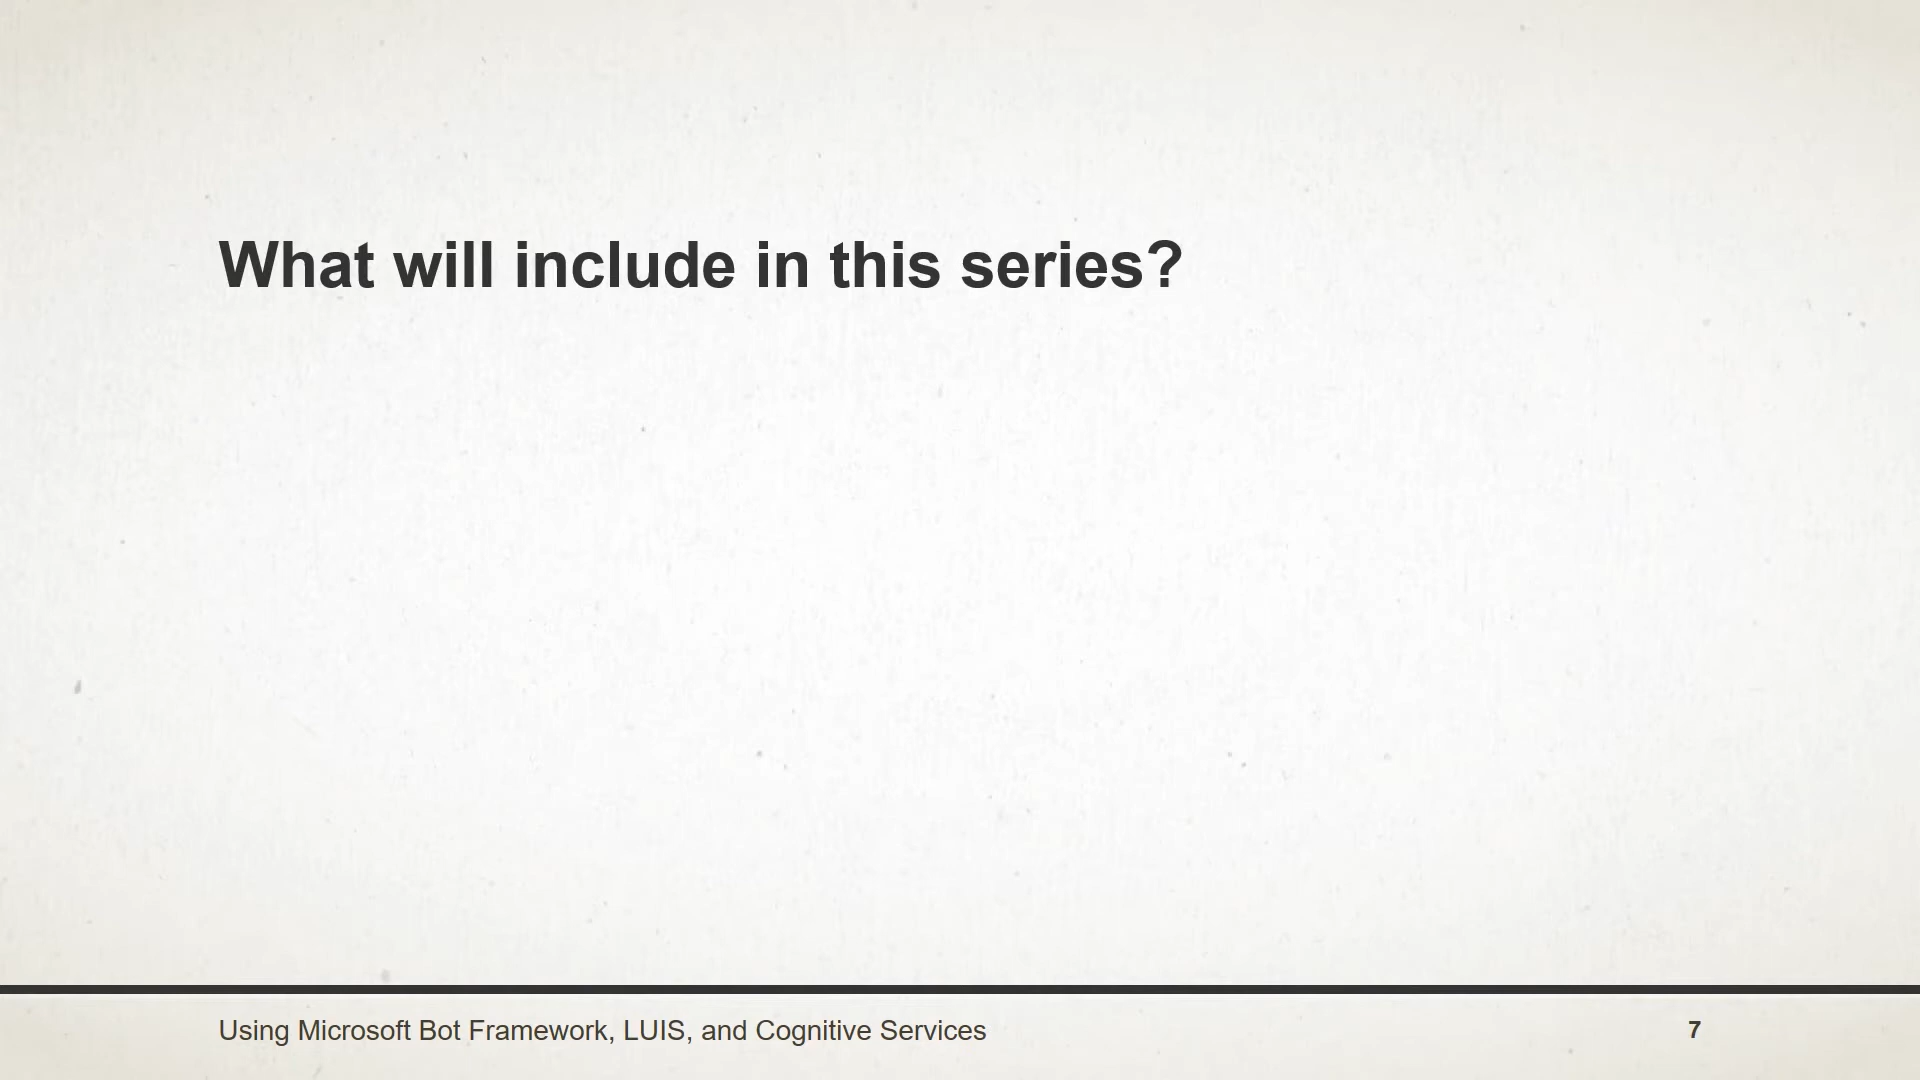 What will include in this series?
Using Microsoft Bot Framework, LUIS, and Cognitive Services
7